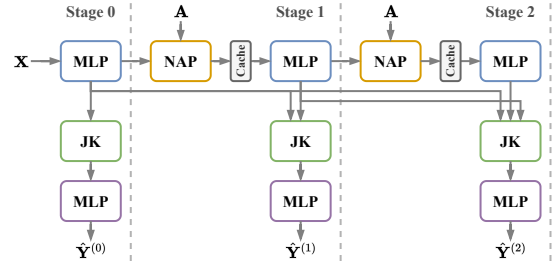 Stage 0 A Stage 1 A Stage 2
X MLP NAP Cache MLP NAP Cache MLP
JK JK JK
MLP MLP MLP
Ŷ⁽⁰⁾ Ŷ⁽¹⁾ Ŷ⁽²⁾